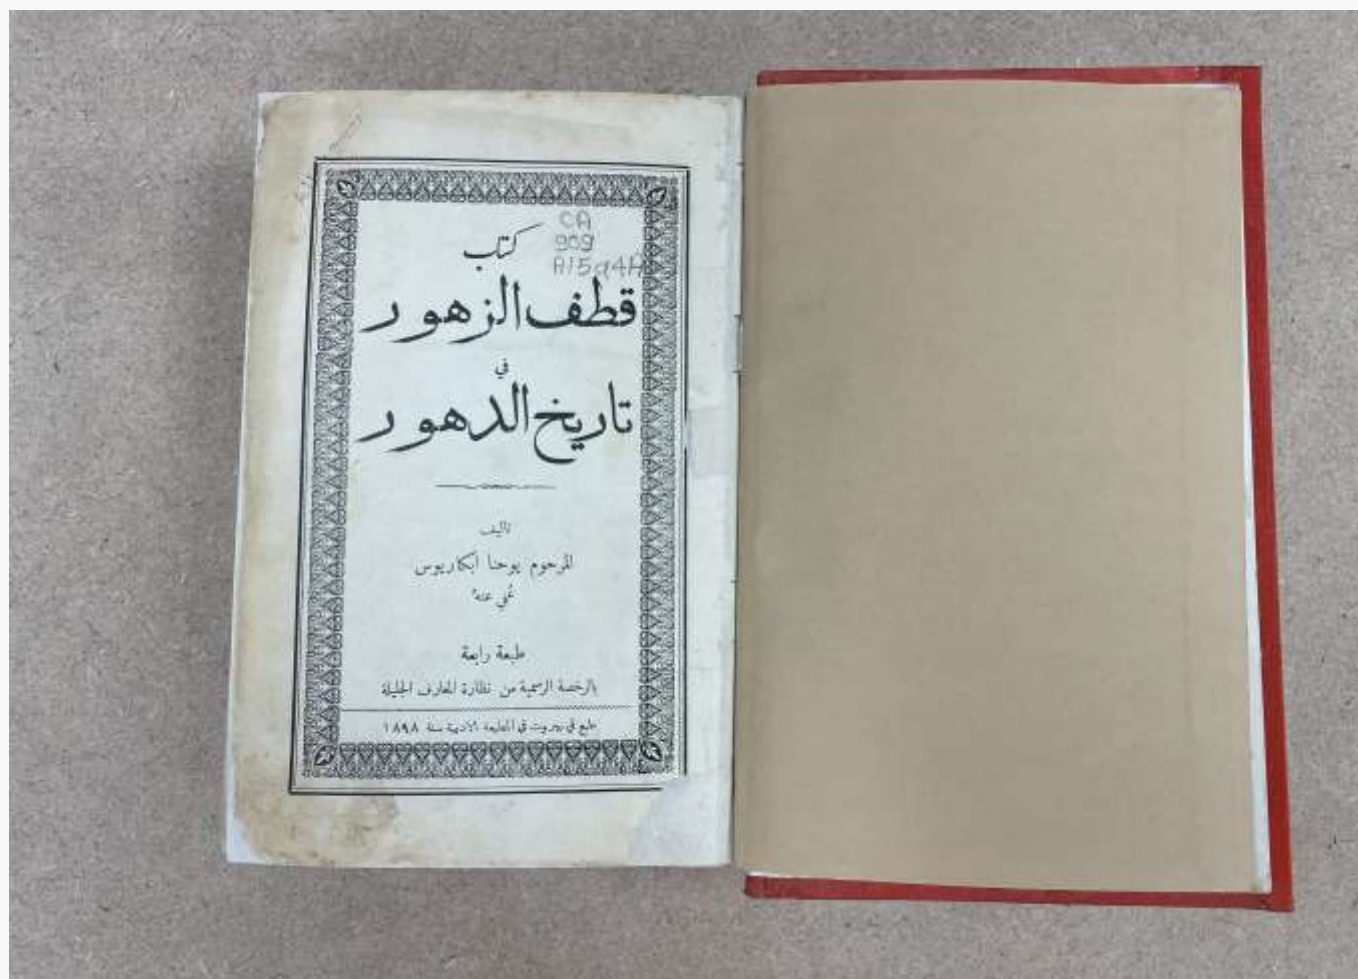 كتاب
CA
909
A15q4A
قطف الزهور
في
تاريخ الدهور
تاليف
المرحوم يوحنا ابكاريوس
عُفي عنهُ
طبعة رابعة
بالرخصة الرسمية من نظارة المعارف الجليلة
طبع في بيروت في المطبعة الادبية سنة ١٨٩٨